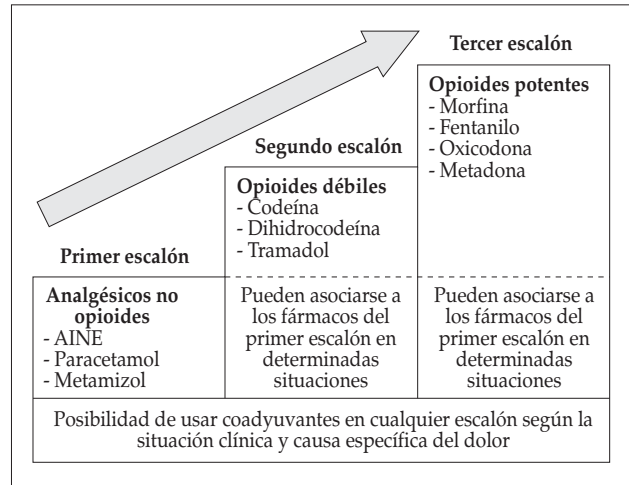 Tercer escalón
Opioides potentes
- Morfina
- Fentanilo
- Oxicodona
- Metadona
Pueden asociarse a
los fármacos del
primer escalón en
determinadas
situaciones
Segundo escalón
Opioides débiles
- Codeína
- Dihidrocodeína
- Tramadol
Pueden asociarse a
los fármacos del
primer escalón en
determinadas
situaciones
Primer escalón
Analgésicos no
opioides
- AINE
- Paracetamol
- Metamizol
Posibilidad de usar coadyuvantes en cualquier escalón según la
situación clínica y causa específica del dolor